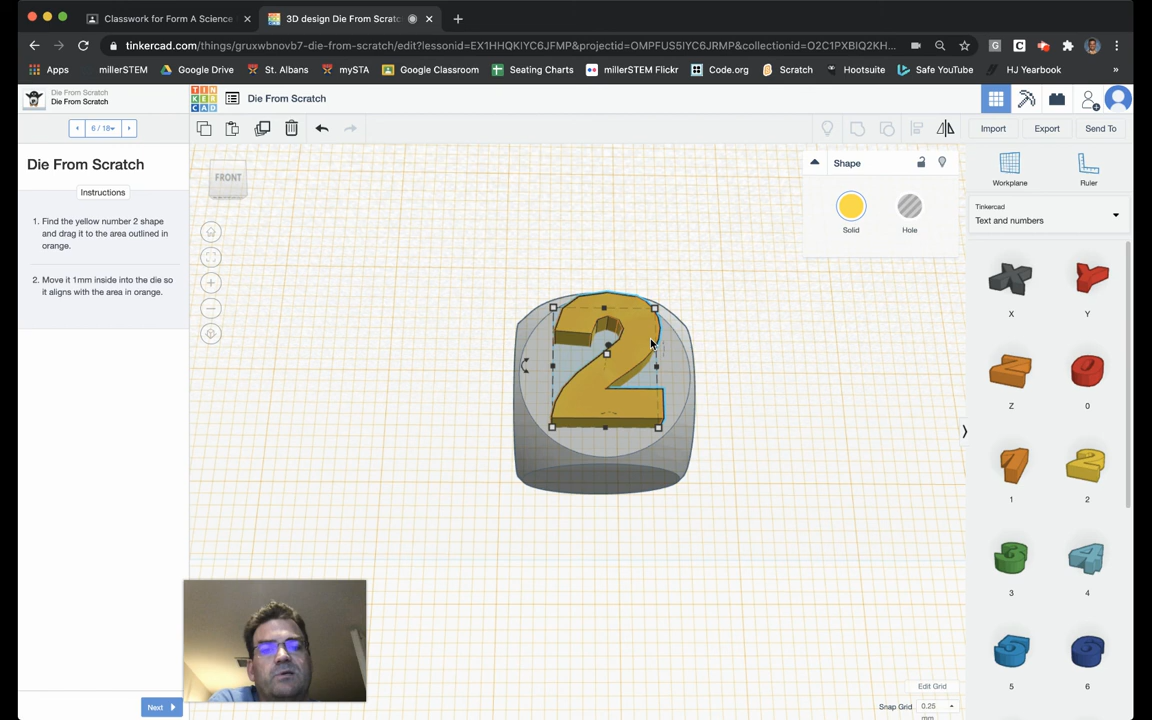 Classwork for Form A Science
3D design Die From Scratc
tinkercad.com/things/gruxwbnovb7-die-from-scratch/edit?lessonid=EX1HHQKIYC6JFMP&projectid=OMPFUS5IYC6JRMP&collectionid=O2C1PXBIQ2KH...
Apps millerSTEM Google Drive St. Albans mySTA Google Classroom Seating Charts millerSTEM Flickr Code.org Scratch Hootsuite Safe YouTube HJ Yearbook »
Die From Scratch
Die From Scratch
TIN
KER
CAD
Die From Scratch
6 / 18
Import Export Send To
Die From Scratch
Instructions
1. Find the yellow number 2 shape
and drag it to the area outlined in
orange.
2. Move it 1mm inside into the die so
it aligns with the area in orange.
Next
FRONT
2
Shape
Solid Hole
Workplane Ruler
Tinkercad
Text and numbers
X Y
Z 0
1 2
3 4
5 6
Edit Grid
Snap Grid 0.25
mm